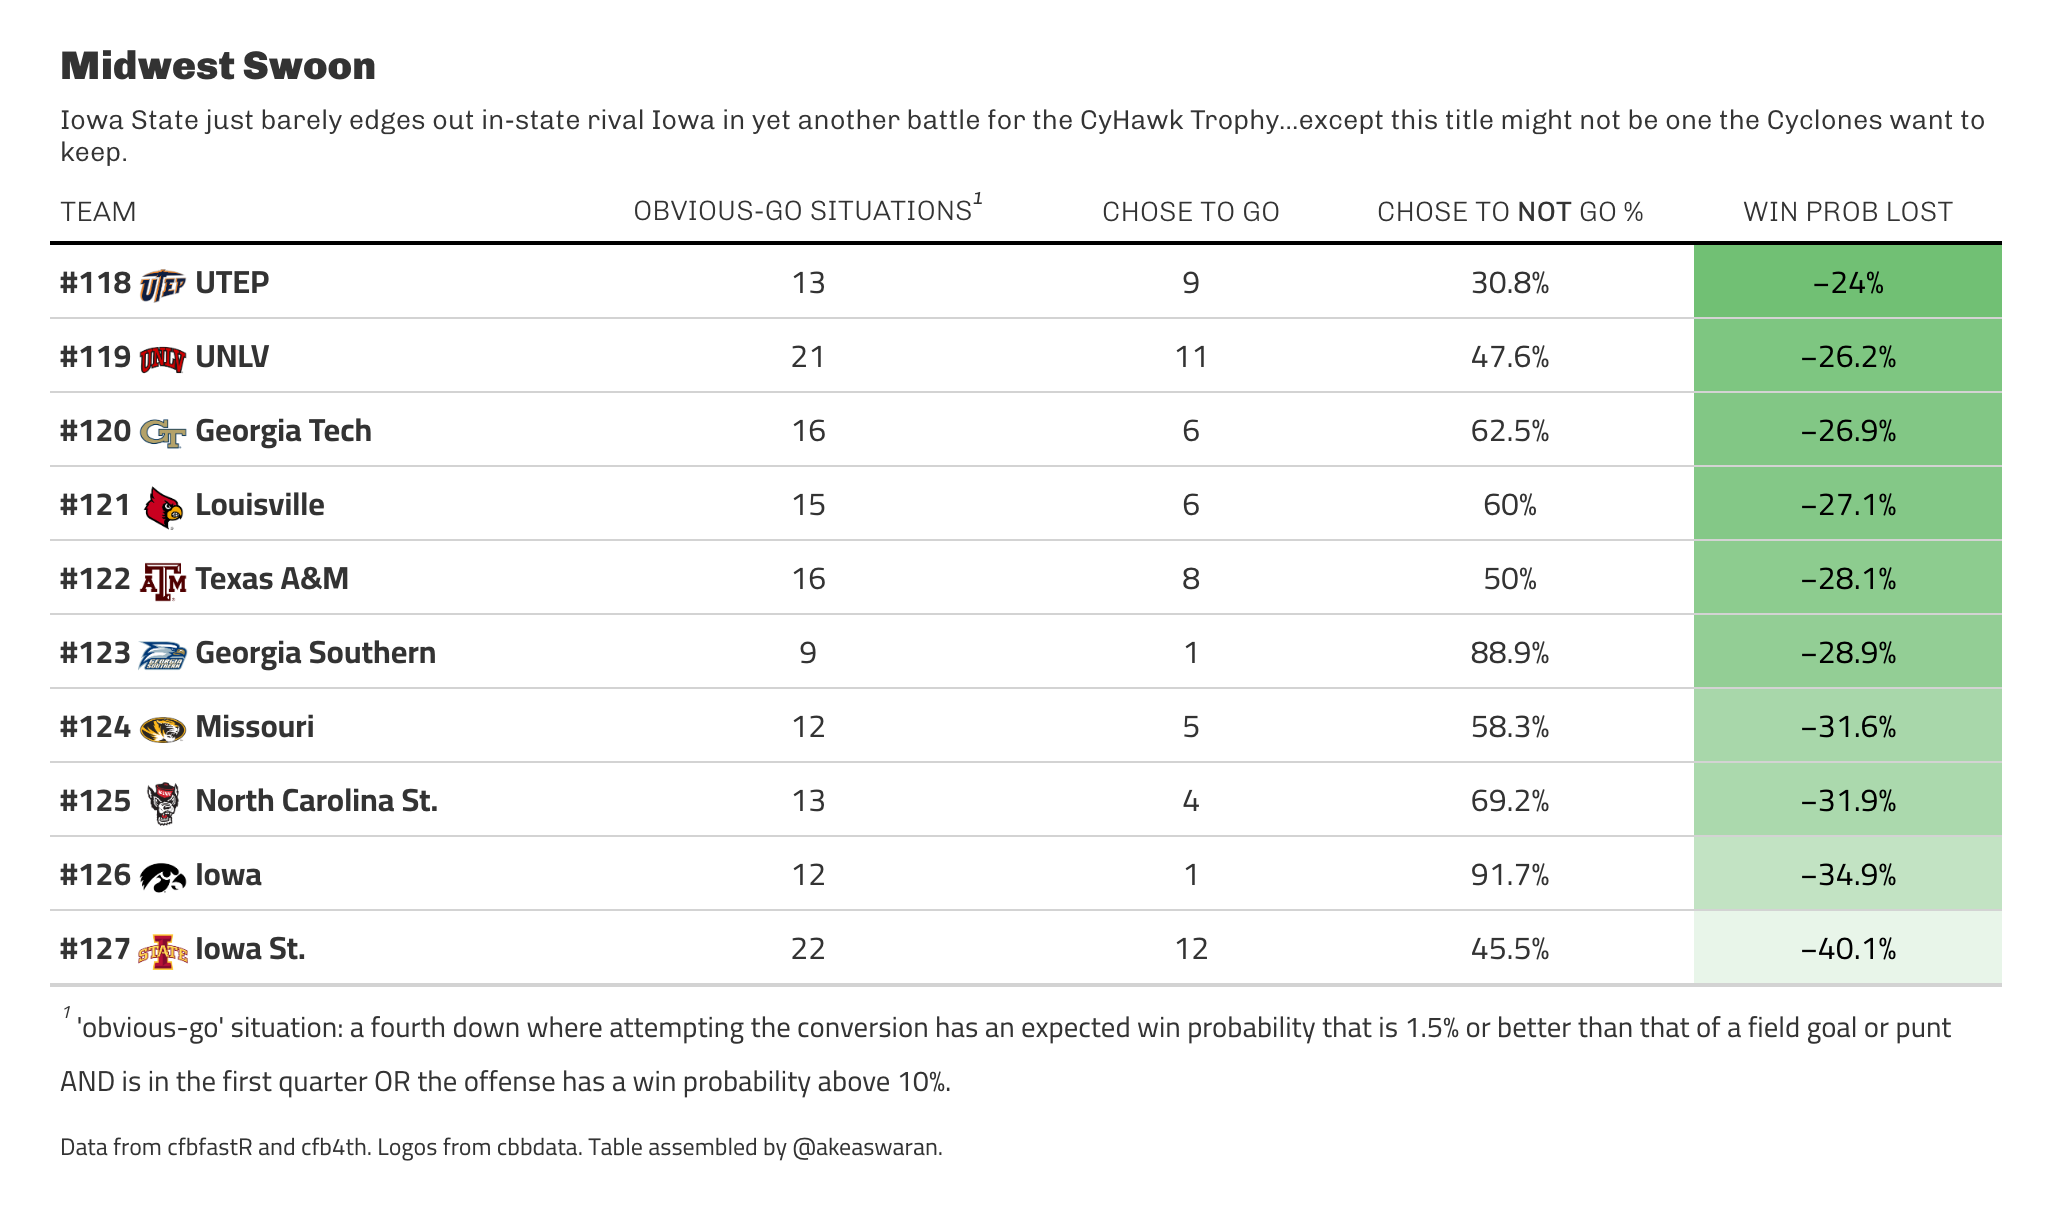 Midwest Swoon
Iowa State just barely edges out in-state rival Iowa in yet another battle for the CyHawk Trophy...except this title might not be one the Cyclones want to
keep.
TEAM OBVIOUS-GO SITUATIONS1 CHOSE TO GO CHOSE TO NOT GO % WIN PROB LOST
#118 UTEP UTEP 13 9 30.8% −24%
#119 UNLV UNLV 21 11 47.6% −26.2%
#120 GT Georgia Tech 16 6 62.5% −26.9%
#121 Louisville 15 6 60% −27.1%
#122 ATM Texas A&M 16 8 50% −28.1%
#123 GEORGIA SOUTHERN Georgia Southern 9 1 88.9% −28.9%
#124 Missouri 12 5 58.3% −31.6%
#125 North Carolina St. 13 4 69.2% −31.9%
#126 Iowa 12 1 91.7% −34.9%
#127 I STATE Iowa St. 22 12 45.5% −40.1%
1 'obvious-go' situation: a fourth down where attempting the conversion has an expected win probability that is 1.5% or better than that of a field goal or punt
AND is in the first quarter OR the offense has a win probability above 10%.
Data from cfbfastR and cfb4th. Logos from cbbdata. Table assembled by @akeaswaran.